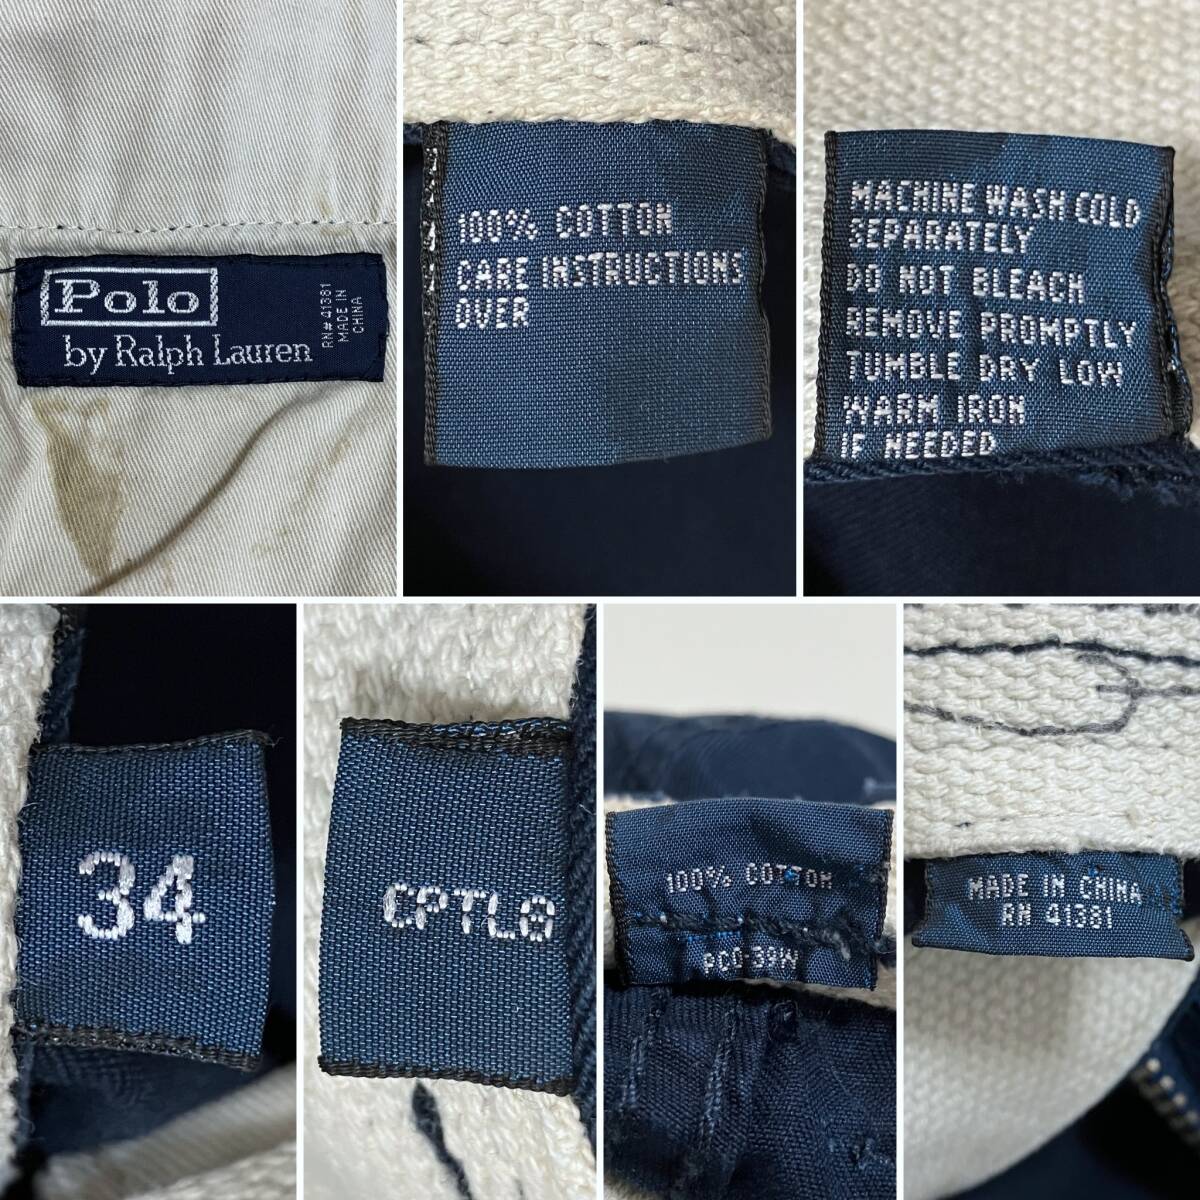 Polo
by Ralph Lauren
RN# 41381
MADE IN
CHINA
100% COTTON
CARE INSTRUCTIONS
OVER
MACHINE WASH COLD
SEPARATELY
DO NOT BLEACH
REMOVE PROMPTLY
TUMBLE DRY LOW
WARM IRON
IF NEEDED
34
CPTL0
100% COTTON
MADE IN CHINA
RN 41381